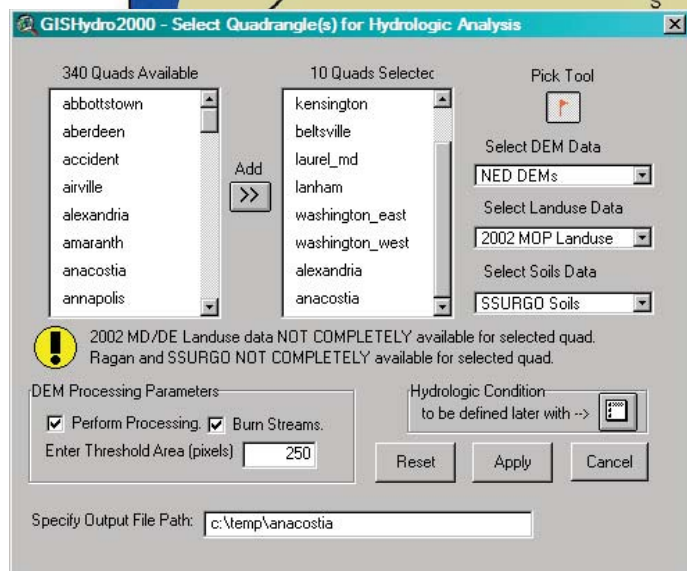 S
GISHydro2000 - Select Quadrangle(s) for Hydrologic Analysis
340 Quads Available
abbottstown
aberdeen
accident
airville
alexandria
amaranth
anacostia
annapolis
Add
>>
10 Quads Selectec
kensington
beltsville
laurel_md
lanham
washington_east
washington_west
alexandria
anacostia
Pick Tool
Select DEM Data
NED DEMs
Select Landuse Data
2002 MOP Landuse
Select Soils Data
SSURGO Soils
2002 MD/DE Landuse data NOT COMPLETELY available for selected quad.
Ragan and SSURGO NOT COMPLETELY available for selected quad.
DEM Processing Parameters
Perform Processing. Burn Streams.
Enter Threshold Area (pixels) 250
Hydrologic Condition
to be defined later with -->
Reset Apply Cancel
Specify Output File Path: c:\temp\anacostia